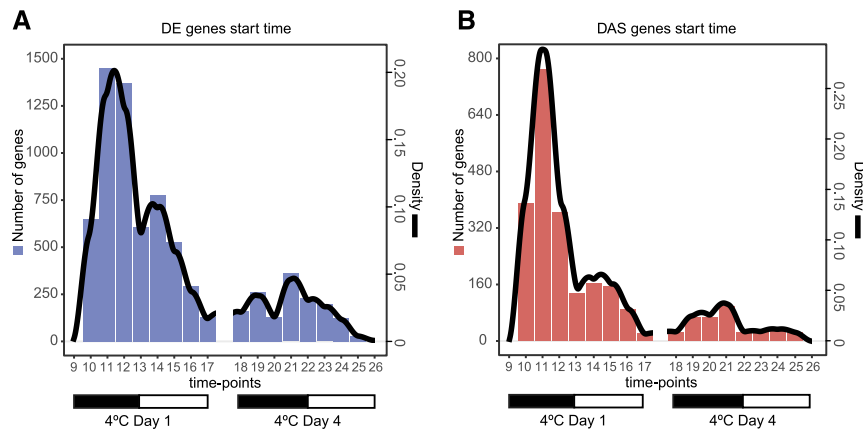 A
DE genes start time
1500
1250
1000
750
500
250
0
Number of genes
0.20
0.15
0.10
0.05
0
Density
9 10 11 12 13 14 15 16 17 18 19 20 21 22 23 24 25 26
time-points
4ºC Day 1 4ºC Day 4
B
DAS genes start time
800
640
480
320
160
0
Number of genes
0.25
0.20
0.15
0.10
0.05
0
Density
9 10 11 12 13 14 15 16 17 18 19 20 21 22 23 24 25 26
time-points
4ºC Day 1 4ºC Day 4